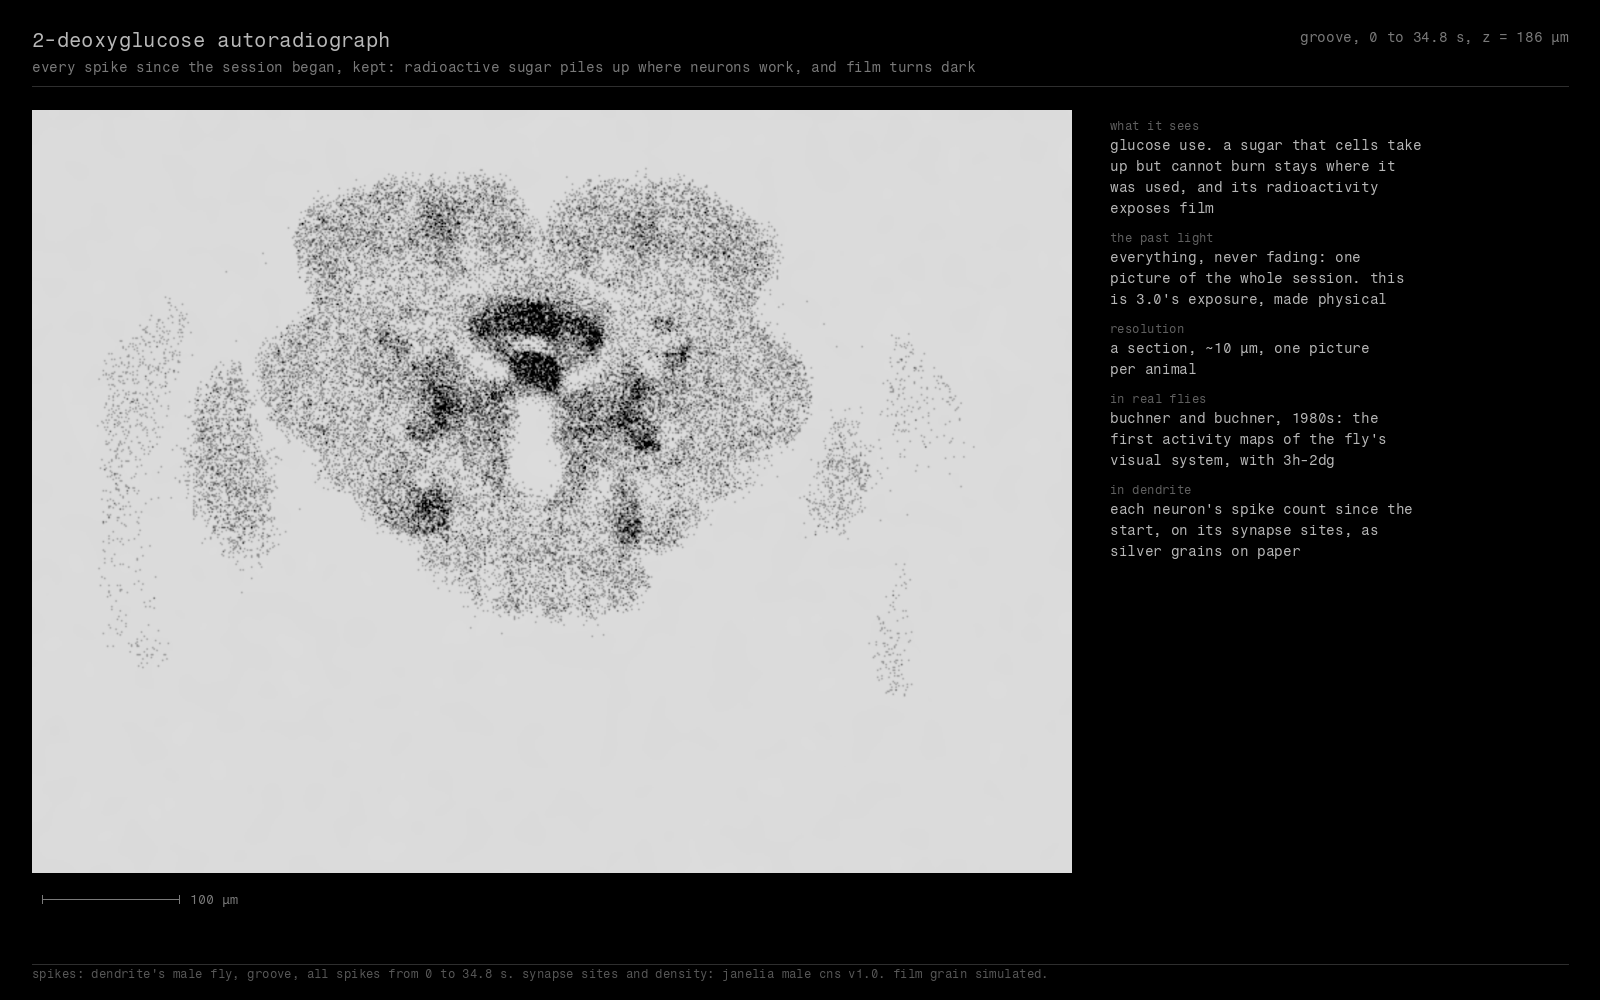 2-deoxyglucose autoradiograph
groove, 0 to 34.8 s, z = 186 µm
every spike since the session began, kept: radioactive sugar piles up where neurons work, and film turns dark
what it sees
glucose use. a sugar that cells take
up but cannot burn stays where it
was used, and its radioactivity
exposes film
the past light
everything, never fading: one
picture of the whole session. this
is 3.0's exposure, made physical
resolution
a section, ~10 µm, one picture
per animal
in real flies
buchner and buchner, 1980s: the
first activity maps of the fly's
visual system, with 3h-2dg
in dendrite
each neuron's spike count since the
start, on its synapse sites, as
silver grains on paper
100 µm
spikes: dendrite's male fly, groove, all spikes from 0 to 34.8 s. synapse sites and density: janelia male cns v1.0. film grain simulated.